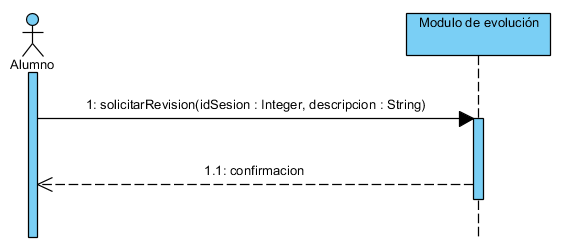 Modulo de evolución
Alumno
1: solicitarRevision(idSesion : Integer, descripcion : String)
1.1: confirmacion